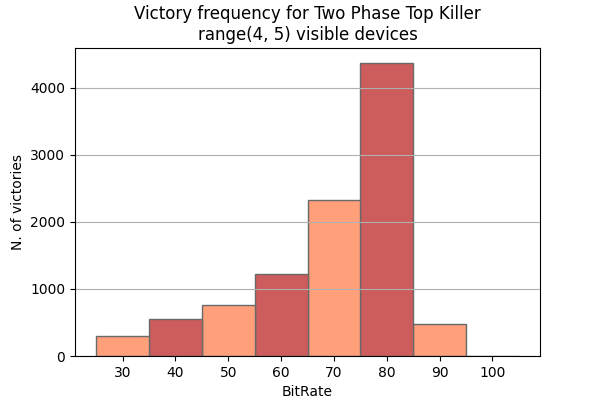 Victory frequency for Two Phase Top Killer
range(4, 5) visible devices
N. of victories
4000
3000
2000
1000
0
30 40 50 60 70 80 90 100
BitRate